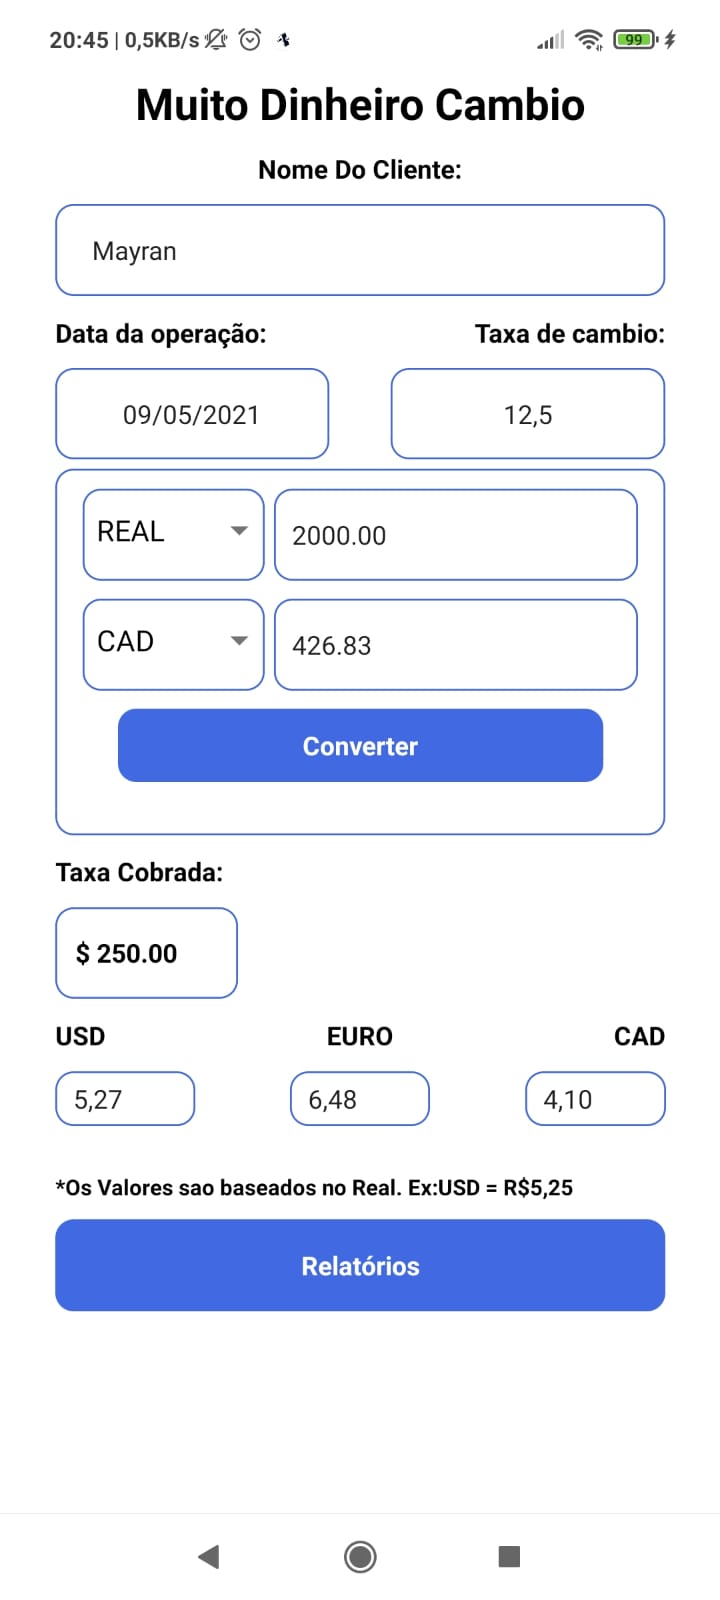 20:45 | 0,5KB/s 99
Muito Dinheiro Cambio
Nome Do Cliente:
Mayran
Data da operação: Taxa de cambio:
09/05/2021 12,5
REAL 2000.00
CAD 426.83
Converter
Taxa Cobrada:
$ 250.00
USD EURO CAD
5,27 6,48 4,10
*Os Valores sao baseados no Real. Ex:USD = R$5,25
Relatórios